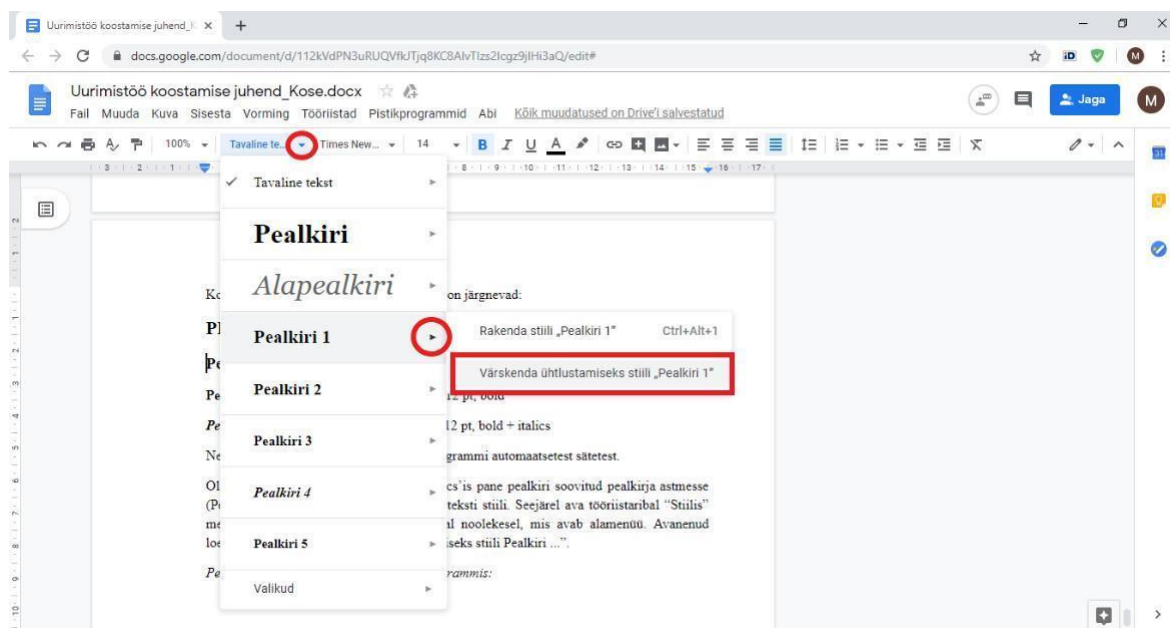 Uurimistöö koostamise juhend_K
docs.google.com/document/d/112kVdPN3uRUQVfkJTjq8KC8AIvTIzs2Icgz9jIHi3aQ/edit#
Uurimistöö koostamise juhend_Kose.docx
Fail Muuda Kuva Sisesta Vorming Tööriistad Pistikprogrammid Abi Kõik muudatused on Drive'i salvestatud
Jaga
M
100% Tavaline te... Times New... 14 B I U A
Tavaline tekst
Pealkiri
Alapealkiri
on järgnevad:
Pealkiri 1
Rakenda stiili „Pealkiri 1” Ctrl+Alt+1
Värskenda ühtlustamiseks stiili „Pealkiri 1”
Pealkiri 2
12 pt, bold
12 pt, bold + italics
Pealkiri 3
grammi automaatsetest sätetest.
Pealkiri 4
cs'is pane pealkiri soovitud pealkirja astmesse
teksti stiili. Seejärel ava tööriistaribal “Stiilis”
al noolekesel, mis avab alamenüü. Avanenud
Pealkiri 5
iseks stiili Pealkiri ...”.
rammis:
Valikud